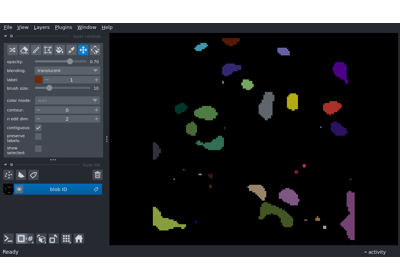 File View Layers Plugins Window Help
opacity: 0.70
blending: translucent
label: 1
brush size: 10
color mode:
contour: 0
n edit dim: 2
contiguous:
preserve labels:
show selected:
blob ID
Ready activity